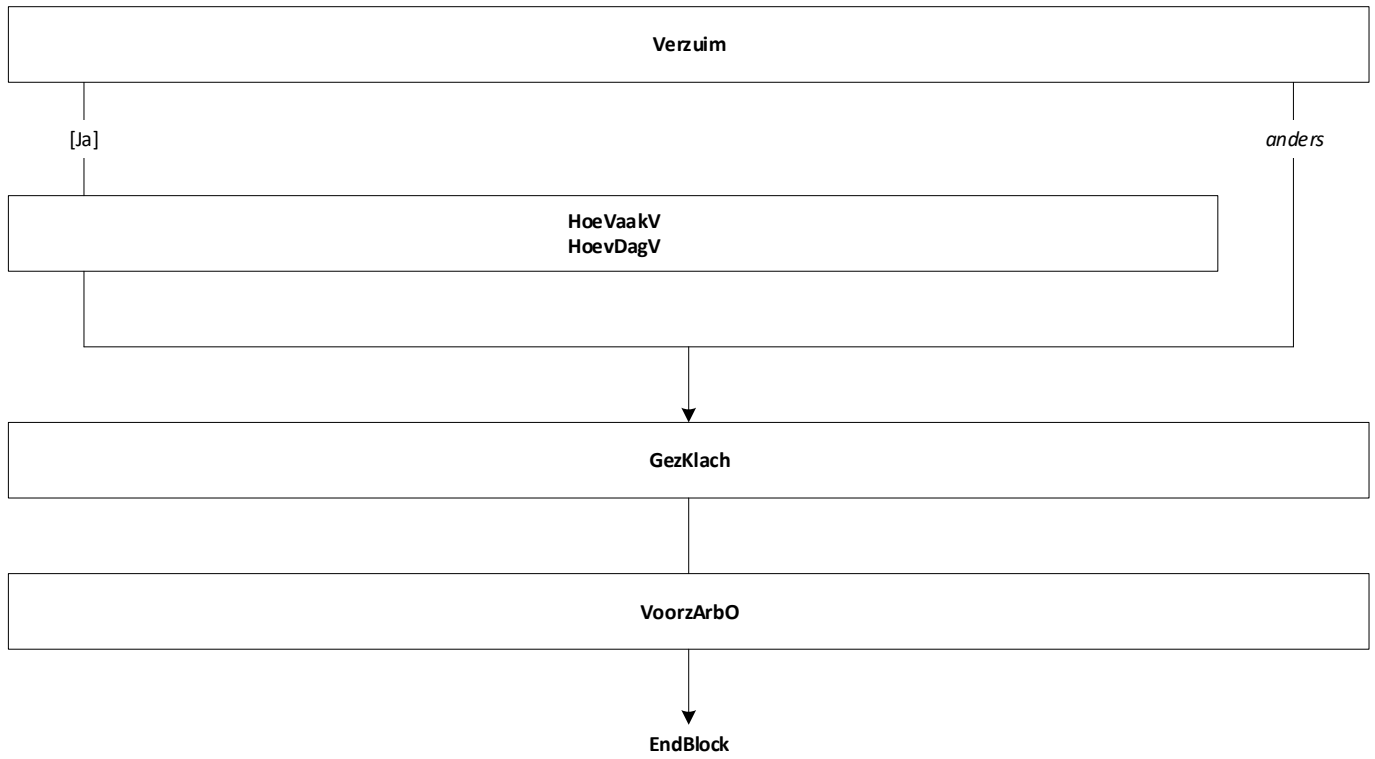 Verzuim
[Ja]
anders
HoeVaakV
HoevDagV
GezKlach
VoorzArbO
EndBlock